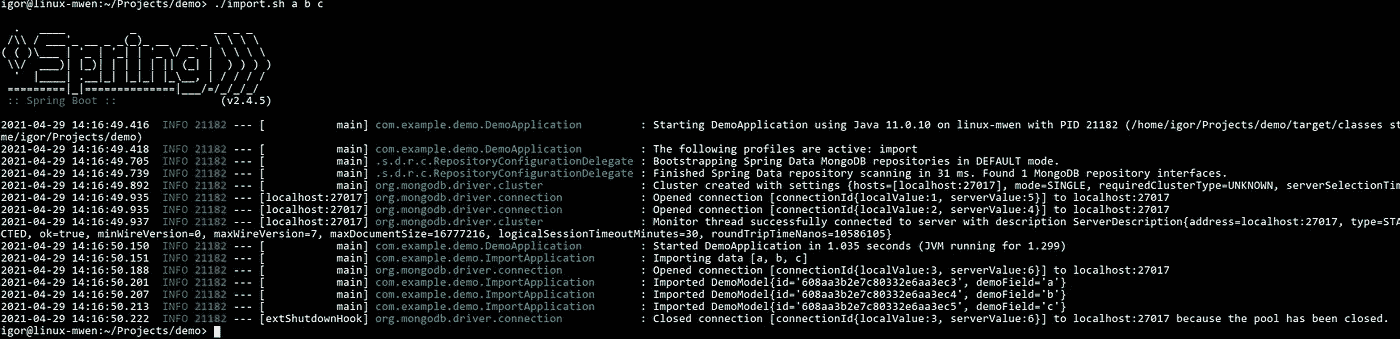 igor@linux-mwen:~/Projects/demo> ./import.sh a b c
Spring
:: Spring Boot :: (v2.4.5)
2021-04-29 14:16:49.416 INFO 21182 --- [ main] com.example.demo.DemoApplication : Starting DemoApplication using Java 11.0.10 on linux-mwen with PID 21182 (/home/igor/Projects/demo/target/classes st
me/igor/Projects/demo)
2021-04-29 14:16:49.418 INFO 21182 --- [ main] com.example.demo.DemoApplication : The following profiles are active: import
2021-04-29 14:16:49.705 INFO 21182 --- [ main] .s.d.r.c.RepositoryConfigurationDelegate : Bootstrapping Spring Data MongoDB repositories in DEFAULT mode.
2021-04-29 14:16:49.739 INFO 21182 --- [ main] .s.d.r.c.RepositoryConfigurationDelegate : Finished Spring Data repository scanning in 31 ms. Found 1 MongoDB repository interfaces.
2021-04-29 14:16:49.892 INFO 21182 --- [ main] org.mongodb.driver.cluster : Cluster created with settings {hosts=[localhost:27017], mode=SINGLE, requiredClusterType=UNKNOWN, serverSelectionTim
2021-04-29 14:16:49.935 INFO 21182 --- [localhost:27017] org.mongodb.driver.connection : Opened connection [connectionId{localValue:1, serverValue:5}] to localhost:27017
2021-04-29 14:16:49.935 INFO 21182 --- [localhost:27017] org.mongodb.driver.connection : Opened connection [connectionId{localValue:2, serverValue:4}] to localhost:27017
2021-04-29 14:16:49.937 INFO 21182 --- [localhost:27017] org.mongodb.driver.cluster : Monitor thread successfully connected to server with description ServerDescription{address=localhost:27017, type=STA
CTED, ok=true, minWireVersion=0, maxWireVersion=7, maxDocumentSize=16777216, logicalSessionTimeoutMinutes=30, roundTripTimeNanos=10586105}
2021-04-29 14:16:50.150 INFO 21182 --- [ main] com.example.demo.DemoApplication : Started DemoApplication in 1.035 seconds (JVM running for 1.299)
2021-04-29 14:16:50.151 INFO 21182 --- [ main] com.example.demo.ImportApplication : Importing data [a, b, c]
2021-04-29 14:16:50.188 INFO 21182 --- [ main] org.mongodb.driver.connection : Opened connection [connectionId{localValue:3, serverValue:6}] to localhost:27017
2021-04-29 14:16:50.201 INFO 21182 --- [ main] com.example.demo.ImportApplication : Imported DemoModel{id='608aa3b2e7c80332e6aa3ec3', demoField='a'}
2021-04-29 14:16:50.207 INFO 21182 --- [ main] com.example.demo.ImportApplication : Imported DemoModel{id='608aa3b2e7c80332e6aa3ec4', demoField='b'}
2021-04-29 14:16:50.213 INFO 21182 --- [ main] com.example.demo.ImportApplication : Imported DemoModel{id='608aa3b2e7c80332e6aa3ec5', demoField='c'}
2021-04-29 14:16:50.222 INFO 21182 --- [extShutdownHook] org.mongodb.driver.connection : Closed connection [connectionId{localValue:3, serverValue:6}] to localhost:27017 because the pool has been closed.
igor@linux-mwen:~/Projects/demo>